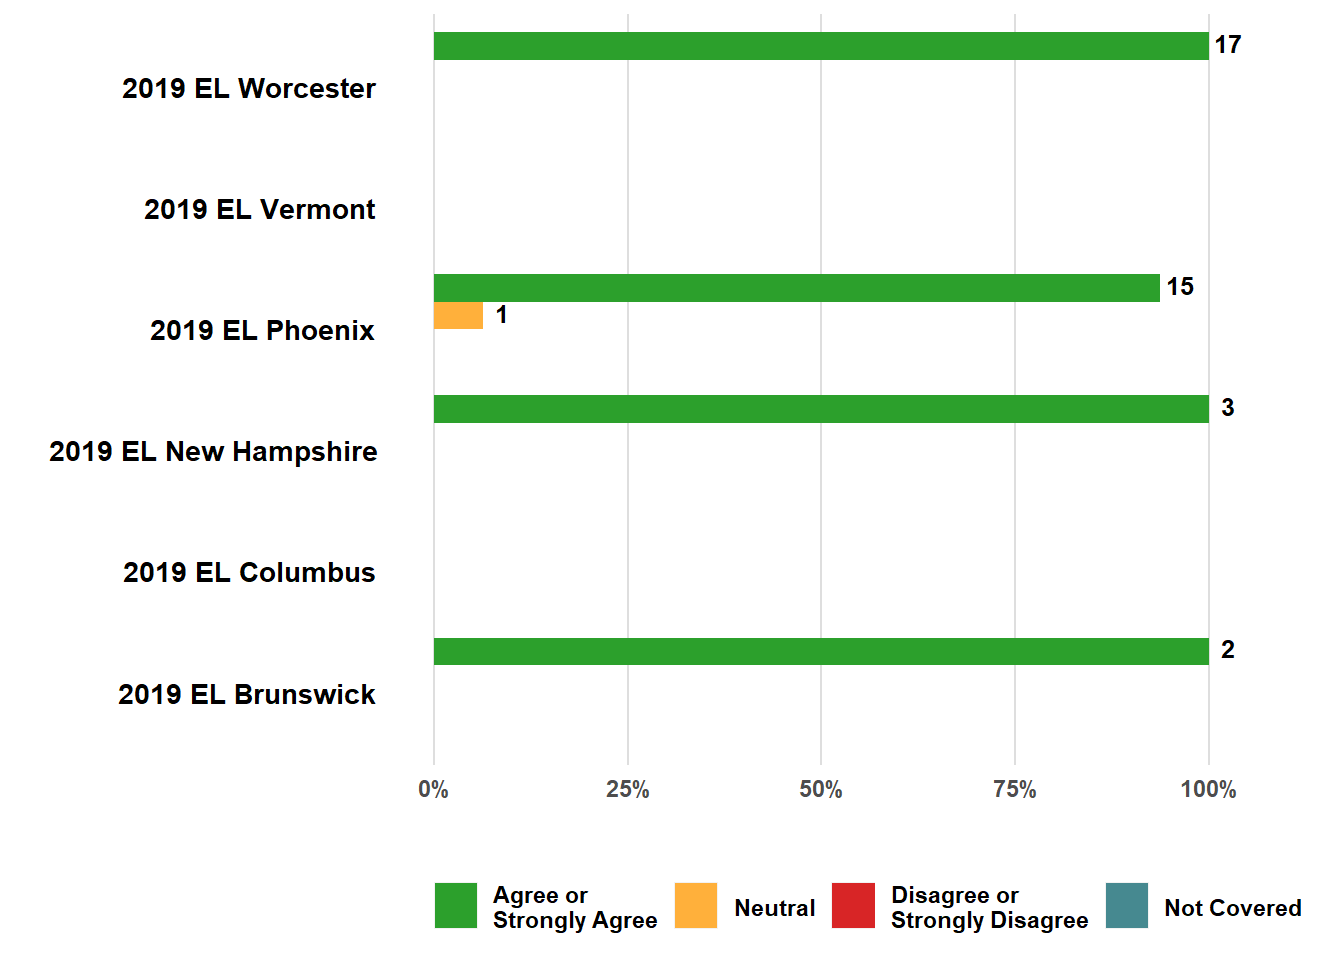 17
2019 EL Worcester
2019 EL Vermont
15
1
2019 EL Phoenix
3
2019 EL New Hampshire
2019 EL Columbus
2
2019 EL Brunswick
0% 25% 50% 75% 100%
Agree or
Strongly Agree
Neutral
Disagree or
Strongly Disagree
Not Covered